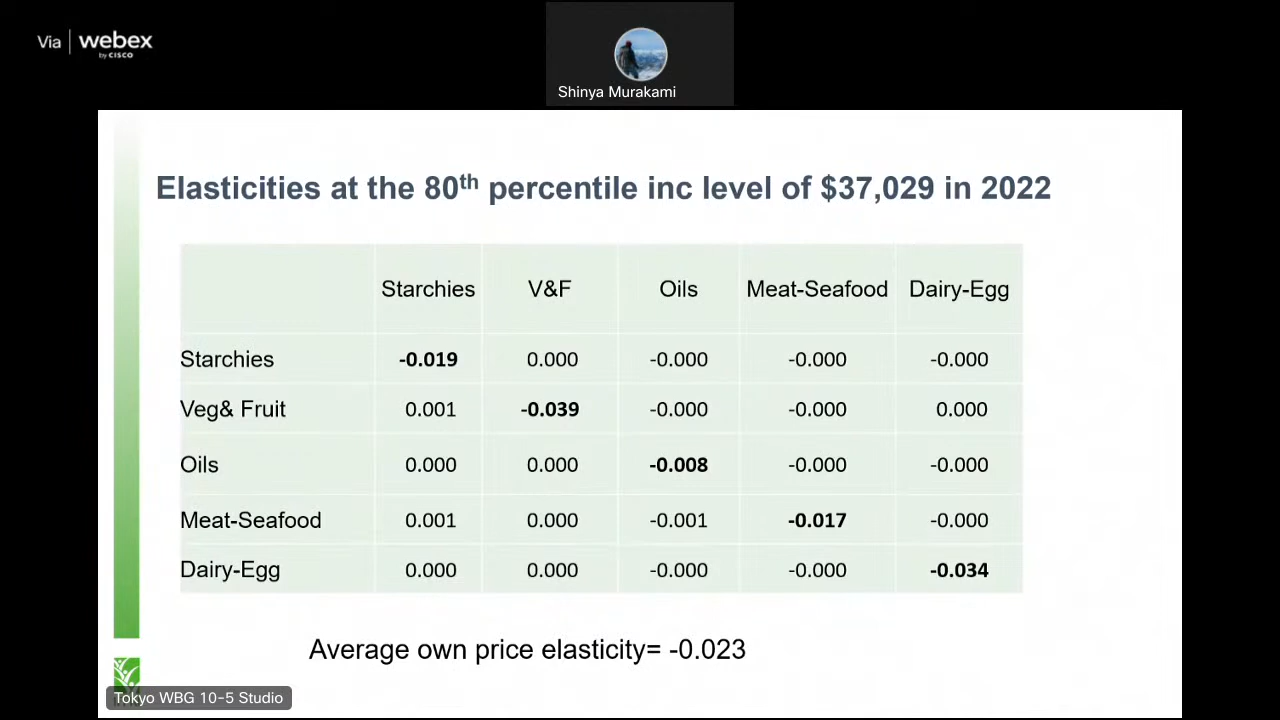 Via webex
by CISCO
Shinya Murakami
Elasticities at the 80th percentile inc level of $37,029 in 2022
Starchies V&F Oils Meat-Seafood Dairy-Egg
Starchies -0.019 0.000 -0.000 -0.000 -0.000
Veg& Fruit 0.001 -0.039 -0.000 -0.000 0.000
Oils 0.000 0.000 -0.008 -0.000 -0.000
Meat-Seafood 0.001 0.000 -0.001 -0.017 -0.000
Dairy-Egg 0.000 0.000 -0.000 -0.000 -0.034
Average own price elasticity= -0.023
Tokyo WBG 10-5 Studio